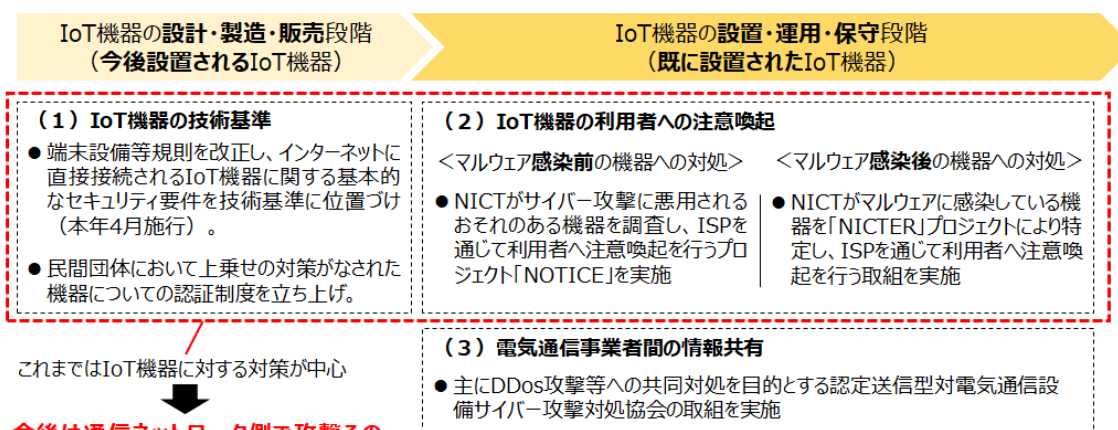 IoT機器の設計・製造・販売段階
（今後設置されるIoT機器）
IoT機器の設置・運用・保守段階
（既に設置されたIoT機器）
（１）IoT機器の技術基準
● 端末設備等規則を改正し、インターネットに
直接接続されるIoT機器に関する基本的
なセキュリティ要件を技術基準に位置づけ
（本年4月施行）。
● 民間団体において上乗せの対策がなされた
機器についての認証制度を立ち上げ。
（２）IoT機器の利用者への注意喚起
＜マルウェア感染前の機器への対処＞
● NICTがサイバー攻撃に悪用される
おそれのある機器を調査し、ISPを
通じて利用者へ注意喚起を行うプロ
ジェクト「NOTICE」を実施
＜マルウェア感染後の機器への対処＞
● NICTがマルウェアに感染している機
器を「NICTER」プロジェクトにより特
定し、ISPを通じて利用者へ注意喚
起を行う取組を実施
これまではIoT機器に対する対策が中心
（３）電気通信事業者間の情報共有
● 主にDDos攻撃等への共同対処を目的とする認定送信型対電気通信設
備サイバー攻撃対処協会の取組を実施
今後は通信ネットワーク側で攻撃その